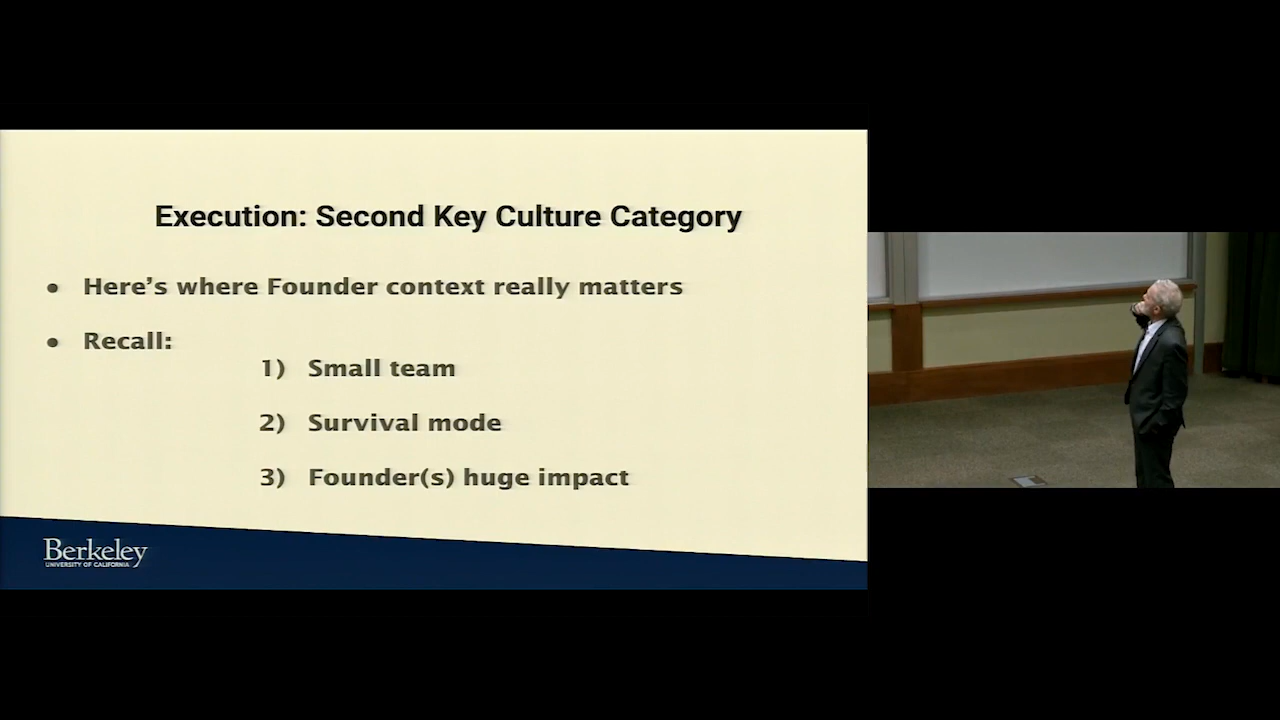 Execution: Second Key Culture Category
• Here's where Founder context really matters
• Recall:
1) Small team
2) Survival mode
3) Founder(s) huge impact
Berkeley
UNIVERSITY OF CALIFORNIA